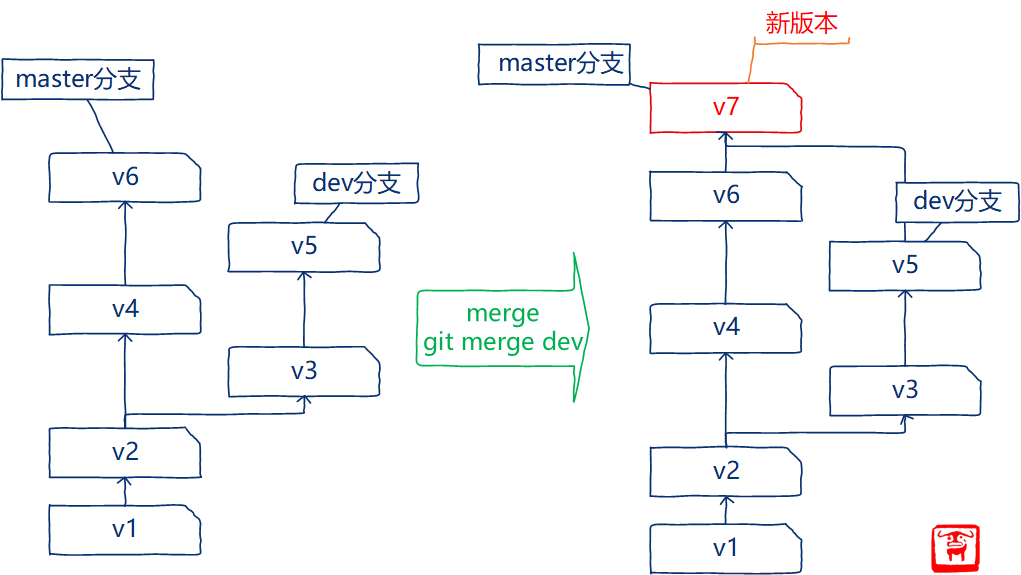 master分支
v6
dev分支
v5
v4
v3
v2
v1
merge
git merge dev
新版本
master分支
v7
v6
dev分支
v5
v4
v3
v2
v1